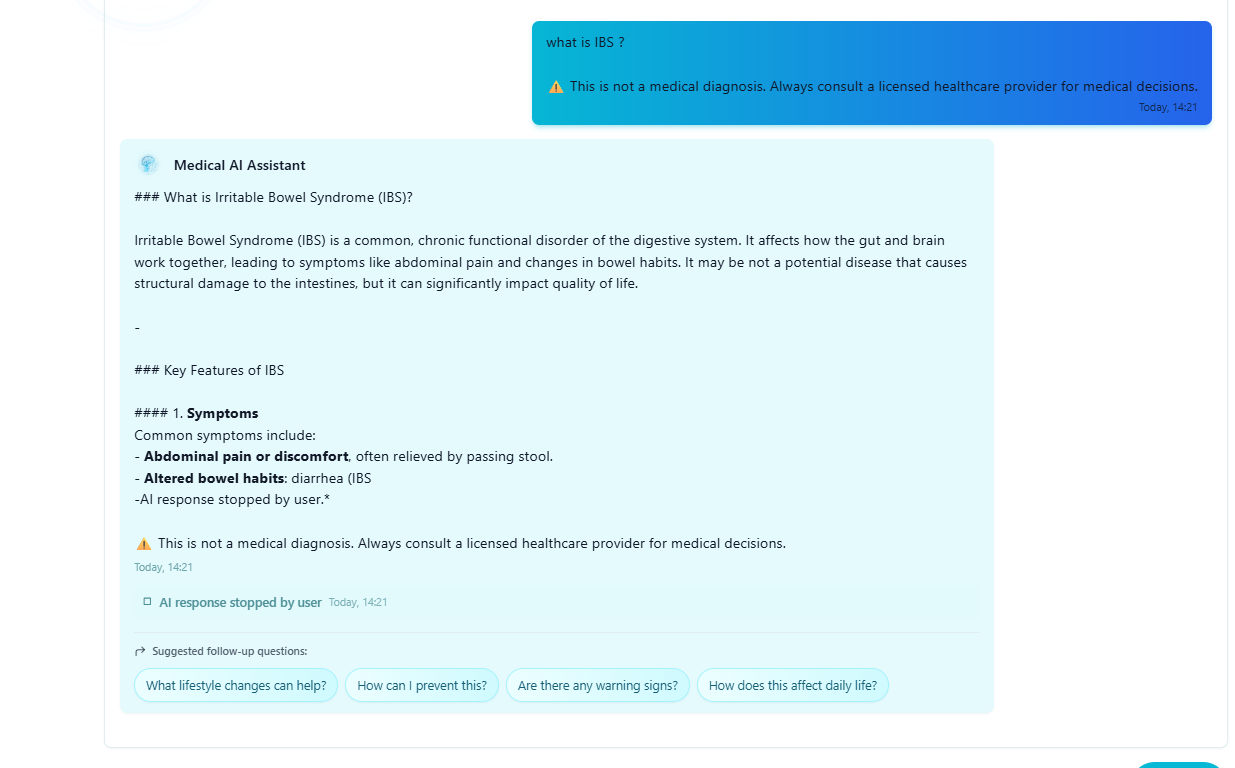 what is IBS ?
⚠ This is not a medical diagnosis. Always consult a licensed healthcare provider for medical decisions.
Today, 14:21
Medical AI Assistant
### What is Irritable Bowel Syndrome (IBS)?
Irritable Bowel Syndrome (IBS) is a common, chronic functional disorder of the digestive system. It affects how the gut and brain
work together, leading to symptoms like abdominal pain and changes in bowel habits. It may be not a potential disease that causes
structural damage to the intestines, but it can significantly impact quality of life.
-
### Key Features of IBS
#### 1. Symptoms
Common symptoms include:
- Abdominal pain or discomfort, often relieved by passing stool.
- Altered bowel habits: diarrhea (IBS
-AI response stopped by user.*
⚠ This is not a medical diagnosis. Always consult a licensed healthcare provider for medical decisions.
Today, 14:21
AI response stopped by user Today, 14:21
Suggested follow-up questions:
What lifestyle changes can help? How can I prevent this? Are there any warning signs? How does this affect daily life?